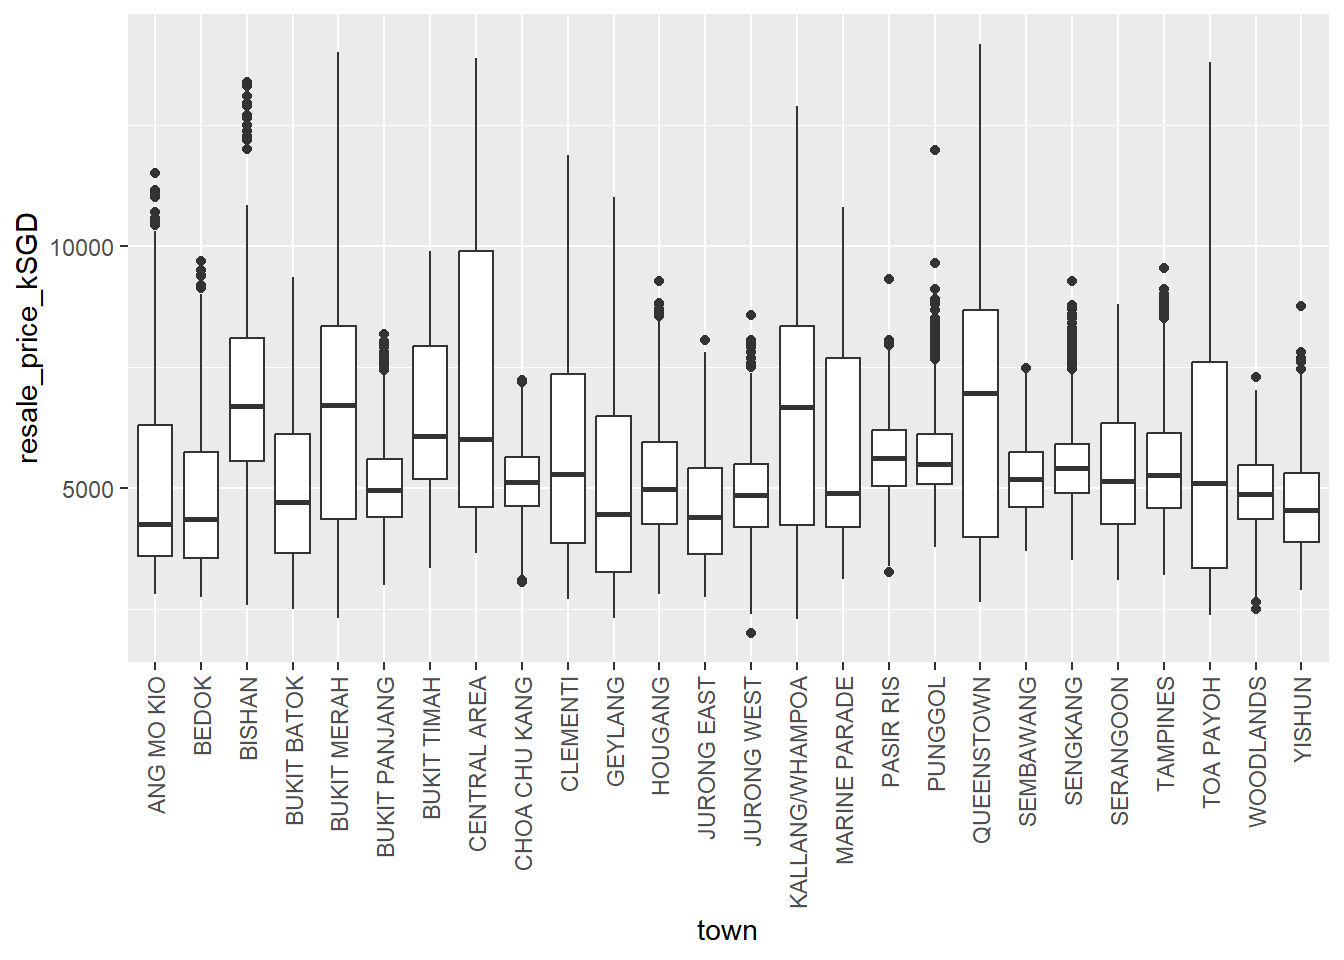 resale_price_kSGD
10000
5000
ANG MO KIO
BEDOK
BISHAN
BUKIT BATOK
BUKIT MERAH
BUKIT PANJANG
BUKIT TIMAH
CENTRAL AREA
CHOA CHU KANG
CLEMENTI
GEYLANG
HOUGANG
JURONG EAST
JURONG WEST
KALLANG/WHAMPOA
MARINE PARADE
PASIR RIS
PUNGGOL
QUEENSTOWN
SEMBAWANG
SENGKANG
SERANGOON
TAMPINES
TOA PAYOH
WOODLANDS
YISHUN
town